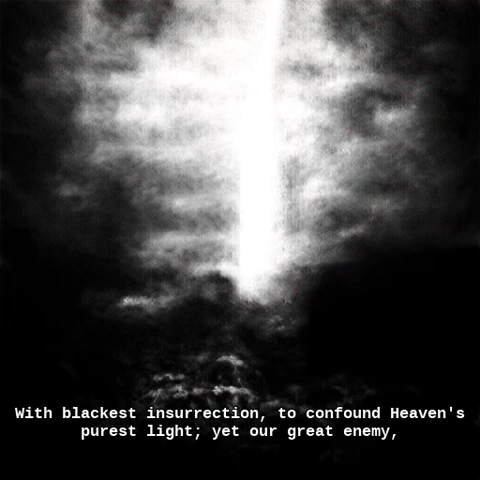 With blackest insurrection, to confound Heaven's
purest light; yet our great enemy,